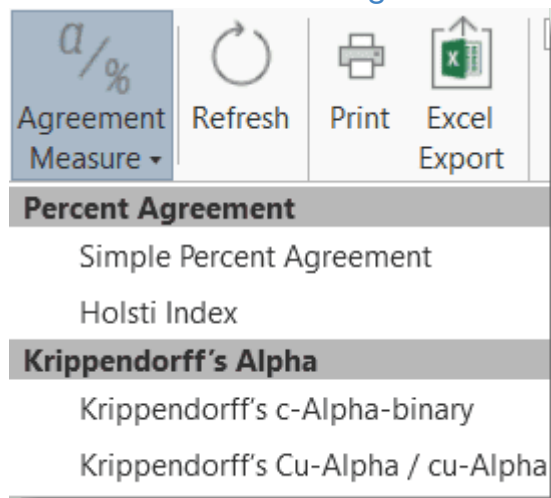 α/%
Agreement Measure
Refresh
Print
Excel Export
Percent Agreement
Simple Percent Agreement
Holsti Index
Krippendorff's Alpha
Krippendorff's c-Alpha-binary
Krippendorff's Cu-Alpha / cu-Alpha